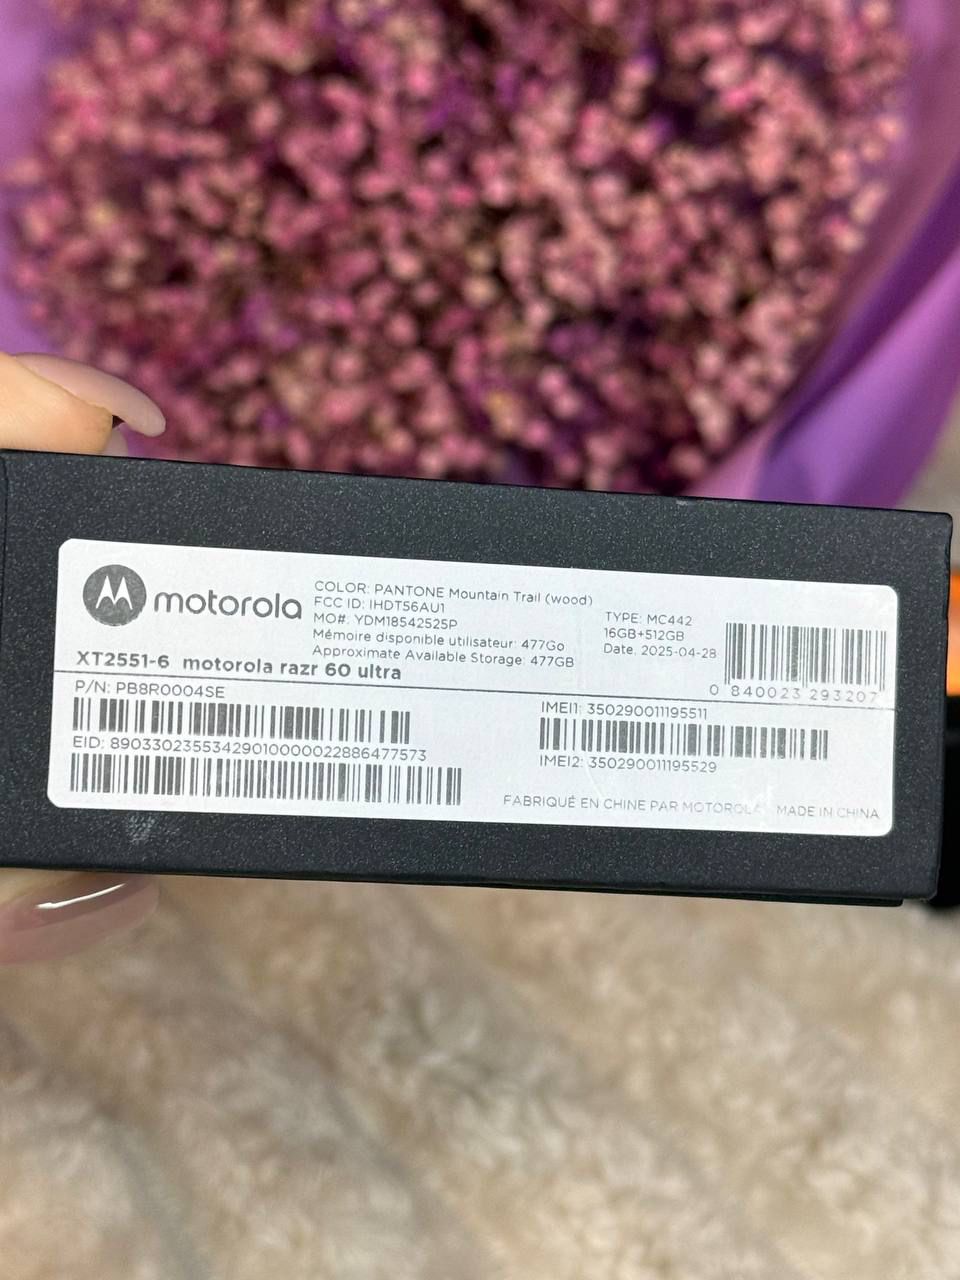 motorola
COLOR: PANTONE Mountain Trail (wood)
FCC ID: IHDT56AU1
MO#: YDM18542525P
Mémoire disponible utilisateur: 477Go
Approximate Available Storage: 477GB
TYPE: MC442
16GB+512GB
Date. 2025-04-28
0 840023 293207
XT2551-6 motorola razr 60 ultra
P/N: PB8R0004SE
EID: 89033023553429010000022886477573
IMEI1: 350290011195511
IMEI2: 350290011195529
FABRIQUÉ EN CHINE PAR MOTOROLA MADE IN CHINA